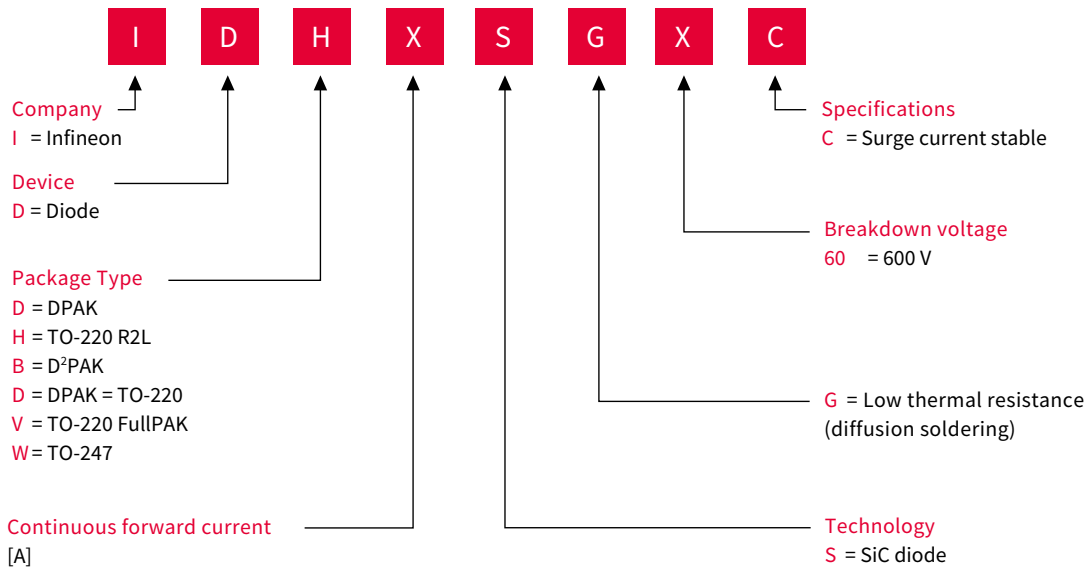 I D H X S G X C
Company
I = Infineon
Device
D = Diode
Package Type
D = DPAK
H = TO-220 R2L
B = D²PAK
D = DPAK = TO-220
V = TO-220 FullPAK
W = TO-247
Continuous forward current
[A]
Specifications
C = Surge current stable
Breakdown voltage
60 = 600 V
G = Low thermal resistance
(diffusion soldering)
Technology
S = SiC diode